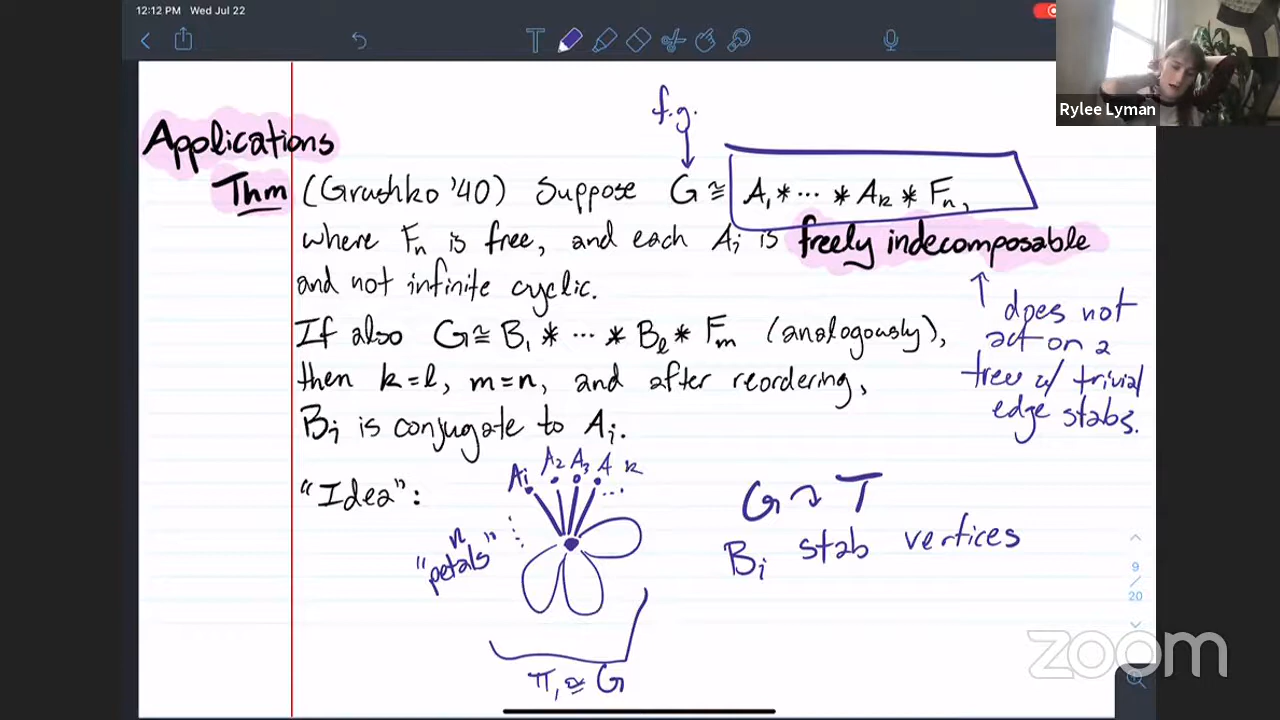 12:12 PM Wed Jul 22
Rylee Lyman
Applications
f.g.
Thm (Grushko '40) Suppose G ≅ A₁ * ⋯ * Aₖ * Fₙ,
where Fₙ is free, and each Aᵢ is freely indecomposable
and not infinite cyclic.
does not
act on a
tree w/ trivial
edge stabs.
If also G ≅ B₁ * ⋯ * Bₗ * Fₘ (analogously),
then k=l, m=n, and after reordering,
Bᵢ is conjugate to Aᵢ.
"Idea":
A₁ A₂ A₃ A k
...
n
"petals"
π₁ ≅ G
G ↷ T
Bᵢ stab vertices
9
/
20
zoom